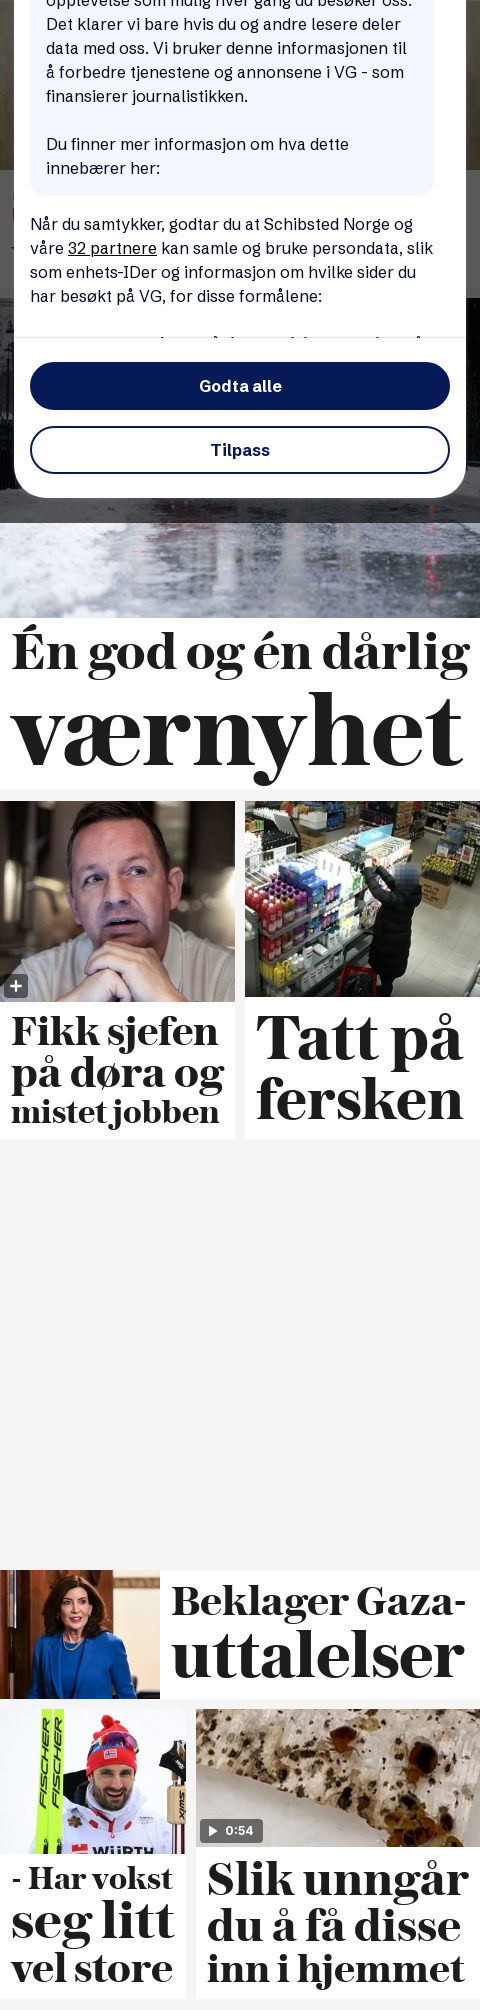 opplevelse som mulig hver gang du besøker oss.
Det klarer vi bare hvis du og andre lesere deler
data med oss. Vi bruker denne informasjonen til
å forbedre tjenestene og annonsene i VG - som
finansierer journalistikken.
Du finner mer informasjon om hva dette
innebærer her:
Når du samtykker, godtar du at Schibsted Norge og
våre 32 partnere kan samle og bruke persondata, slik
som enhets-IDer og informasjon om hvilke sider du
har besøkt på VG, for disse formålene:
Godta alle
Tilpass
Én god og én dårlig
værnyhet
Fikk sjefen
på døra og
mistet jobben
Tatt på
fersken
Beklager Gaza-
uttalelser
FISCHER
FISCHER
SWIX
WÜRTH
0:54
- Har vokst
seg litt
vel store
Slik unngår
du å få disse
inn i hjemmet